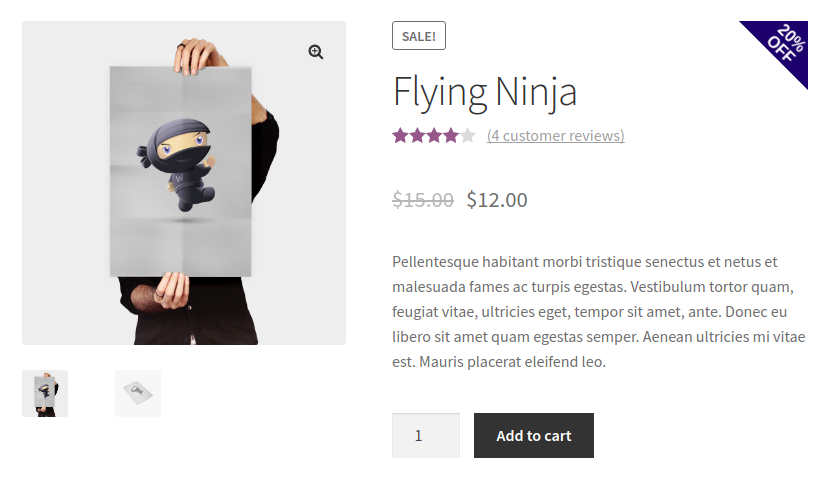 SALE!
20%
OFF
Flying Ninja
(4 customer reviews)
$15.00 $12.00
Pellentesque habitant morbi tristique senectus et netus et
malesuada fames ac turpis egestas. Vestibulum tortor quam,
feugiat vitae, ultricies eget, tempor sit amet, ante. Donec eu
libero sit amet quam egestas semper. Aenean ultricies mi vitae
est. Mauris placerat eleifend leo.
1
Add to cart
W